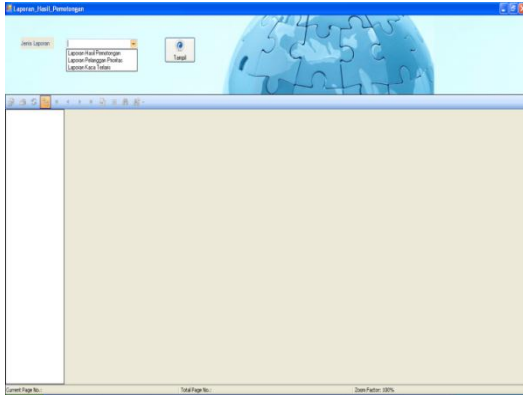 Laporan_Hasil_Pemotongan
Jenis Laporan
Laporan Hasil Pemotongan
Laporan Pelanggan Prioritas
Laporan Kaca Terlaris
Tampil
Current Page No.:
Total Page No.:
Zoom Factor: 100%